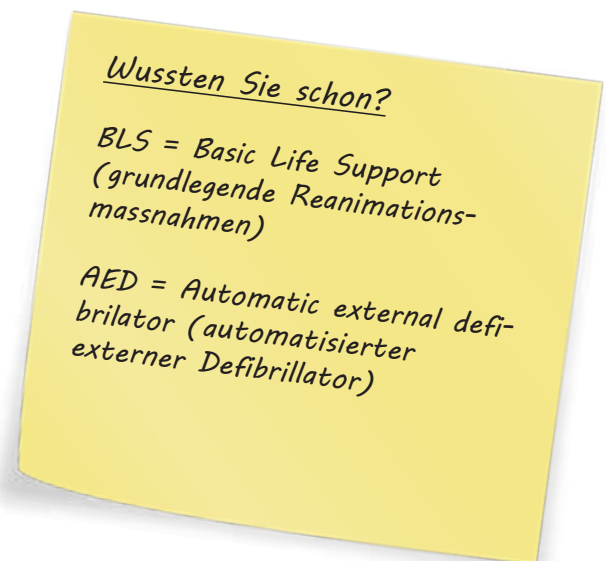 Wussten Sie schon?
BLS = Basic Life Support
(grundlegende Reanimations-
massnahmen)
AED = Automatic external defi-
brilator (automatisierter
externer Defibrillator)